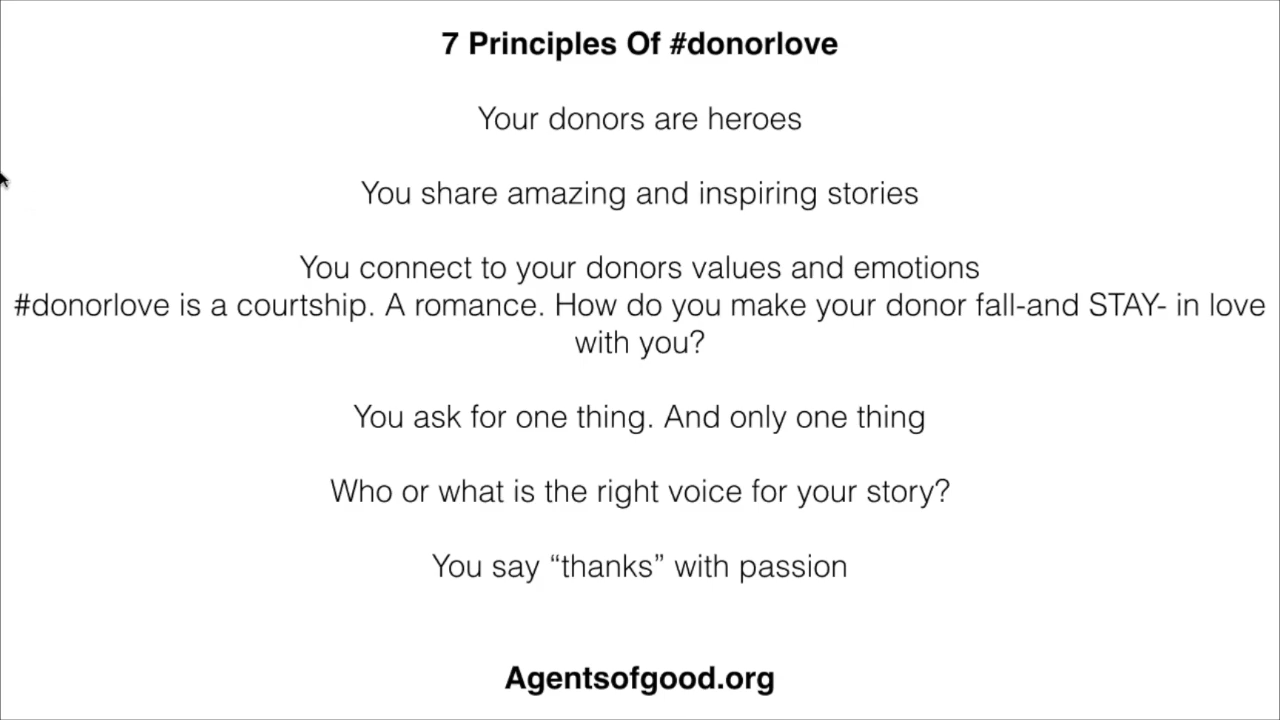 7 Principles Of #donorlove
Your donors are heroes
You share amazing and inspiring stories
You connect to your donors values and emotions
#donorlove is a courtship. A romance. How do you make your donor fall-and STAY- in love
with you?
You ask for one thing. And only one thing
Who or what is the right voice for your story?
You say “thanks” with passion
Agentsofgood.org